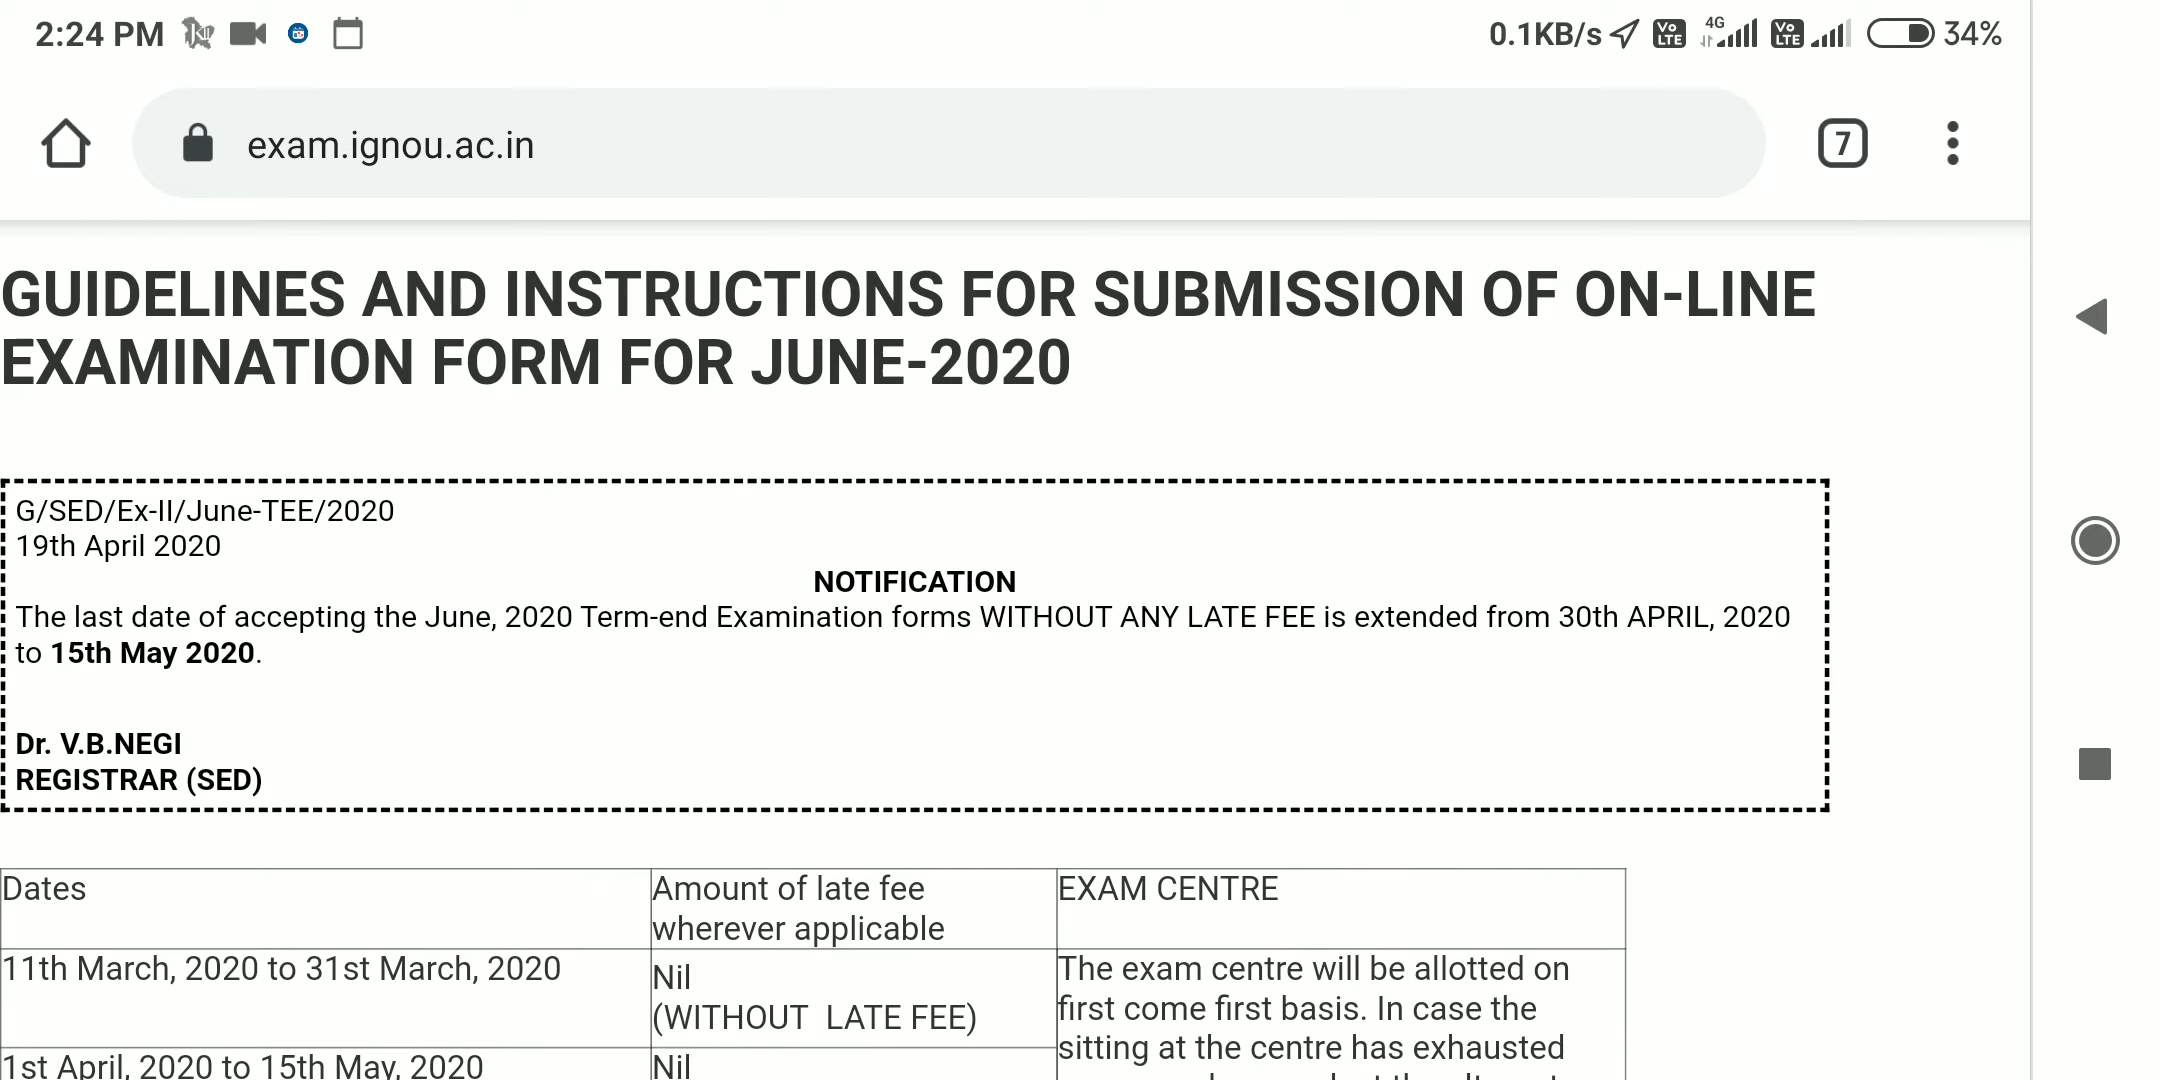 2:24 PM
0.1KB/s
Vo LTE
4G
Vo LTE
34%
exam.ignou.ac.in
7
GUIDELINES AND INSTRUCTIONS FOR SUBMISSION OF ON-LINE
EXAMINATION FORM FOR JUNE-2020
G/SED/Ex-II/June-TEE/2020
19th April 2020
NOTIFICATION
The last date of accepting the June, 2020 Term-end Examination forms WITHOUT ANY LATE FEE is extended from 30th APRIL, 2020
to 15th May 2020.
Dr. V.B.NEGI
REGISTRAR (SED)
Dates
Amount of late fee
wherever applicable
EXAM CENTRE
11th March, 2020 to 31st March, 2020
Nil
(WITHOUT LATE FEE)
The exam centre will be allotted on
first come first basis. In case the
sitting at the centre has exhausted
1st April, 2020 to 15th May, 2020
Nil